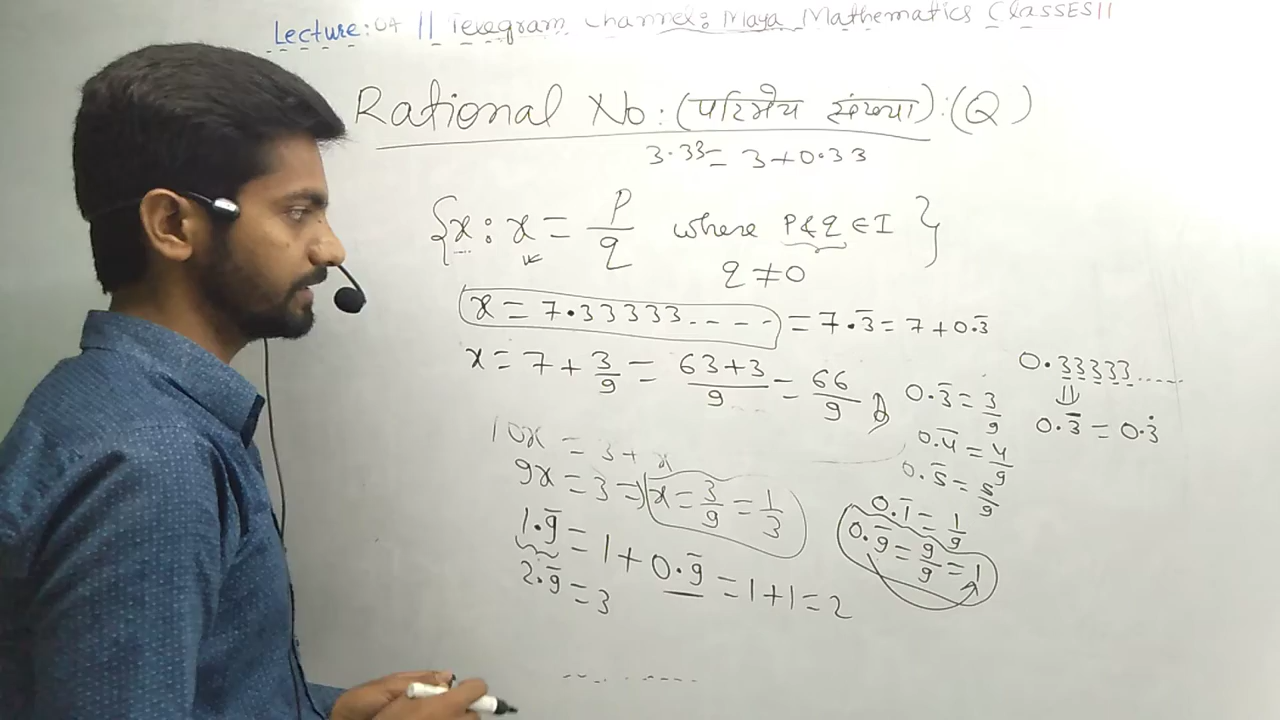 Lecture: 04 || Telegram Channel: Maya Mathematics Classes ||
Rational No: (परिमेय संख्या) : (Q)
3.33 = 3+0.33
{x : x = P/q where P & q ∈ I }
q ≠ 0
x = 7.33333.... = 7.3̅ = 7 + 0.3̅
x = 7 + 3/9 = 63+3/9 = 66/9
0.33333.....
0.3̅ = 3/9
0.3̅ = 0.3̇
0.4̅ = 4/9
0.5̅ = 5/9
0.1̅ = 1/9
0.9̅ = 9/9 = 1
10x = 3 + x
9x = 3 ⇒ x = 3/9 = 1/3
1.9̅ = 1 + 0.9̅ = 1+1 = 2
2.9̅ = 3